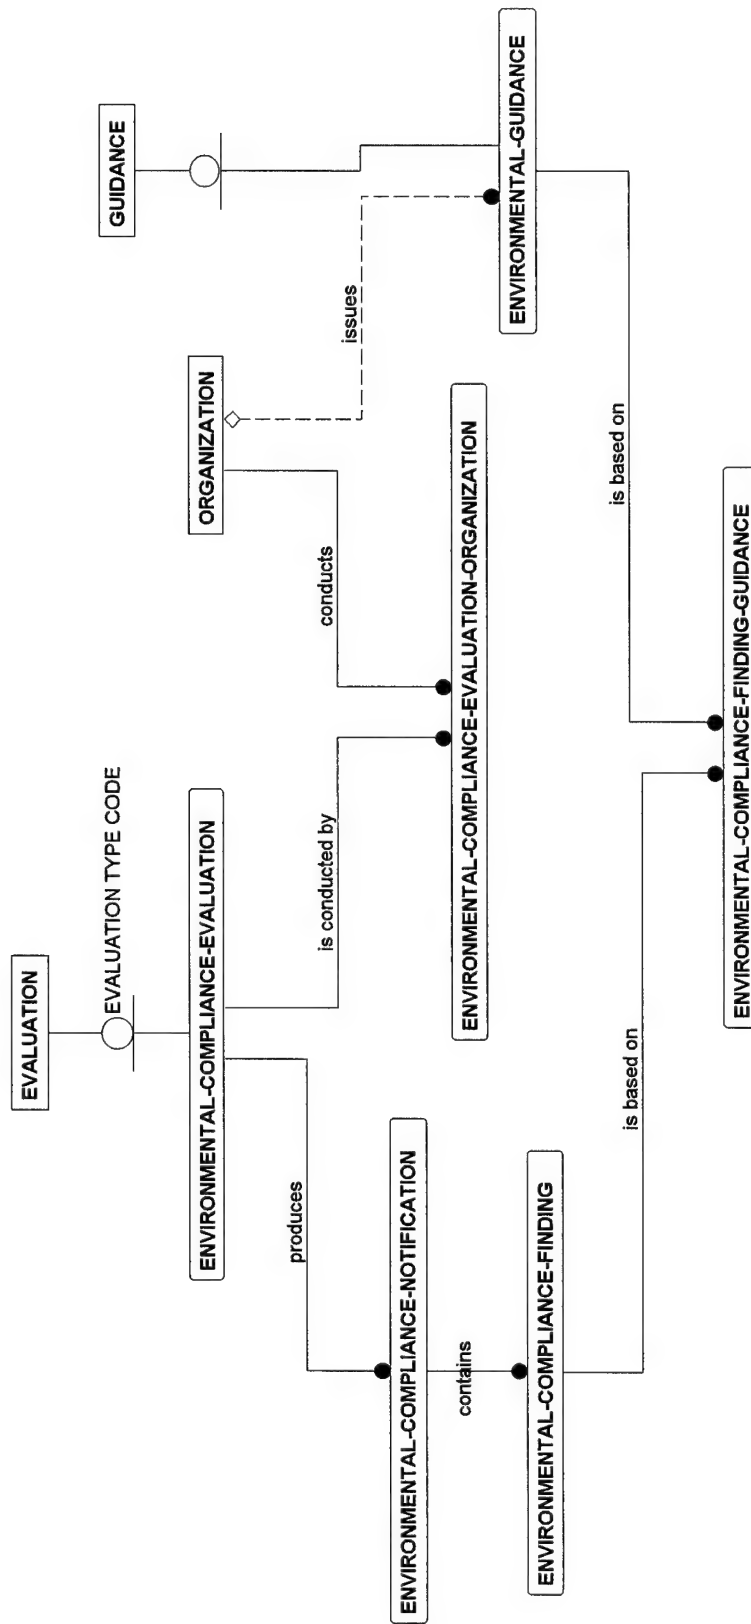 EVALUATION
EVALUATION TYPE CODE
ENVIRONMENTAL-COMPLIANCE-EVALUATION
ORGANIZATION
GUIDANCE
produces
is conducted by
conducts
issues
ENVIRONMENTAL-COMPLIANCE-NOTIFICATION
ENVIRONMENTAL-COMPLIANCE-EVALUATION-ORGANIZATION
ENVIRONMENTAL-GUIDANCE
contains
ENVIRONMENTAL-COMPLIANCE-FINDING
is based on
is based on
ENVIRONMENTAL-COMPLIANCE-FINDING-GUIDANCE